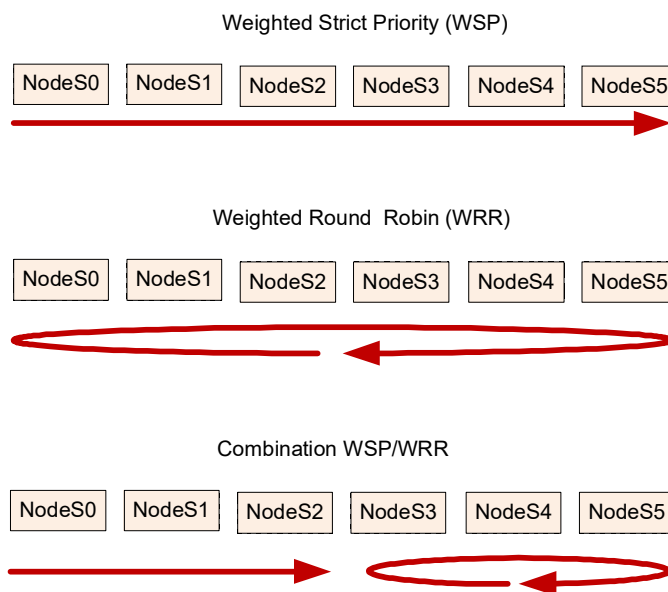 Weighted Strict Priority (WSP)
NodeS0 NodeS1 NodeS2 NodeS3 NodeS4 NodeS5
Weighted Round Robin (WRR)
NodeS0 NodeS1 NodeS2 NodeS3 NodeS4 NodeS5
Combination WSP/WRR
NodeS0 NodeS1 NodeS2 NodeS3 NodeS4 NodeS5